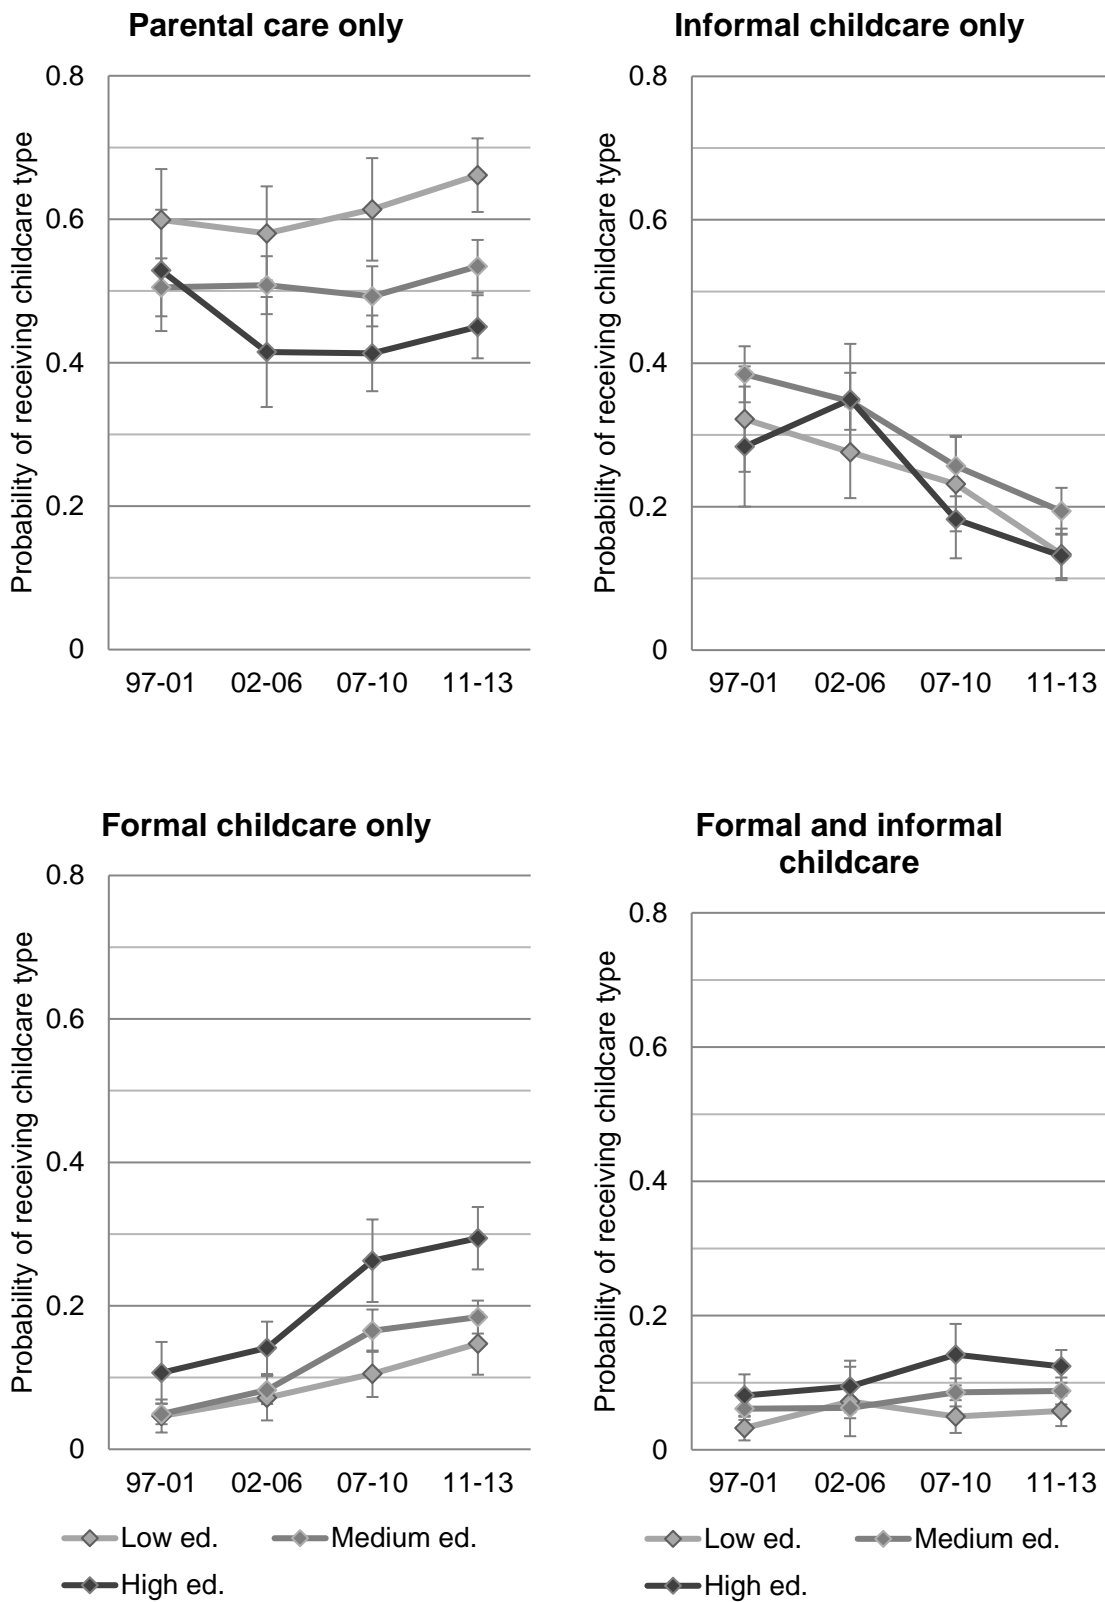 Parental care only
Probability of receiving childcare type
0.8
0.6
0.4
0.2
0
97-01 02-06 07-10 11-13
Informal childcare only
Probability of receiving childcare type
0.8
0.6
0.4
0.2
0
97-01 02-06 07-10 11-13
Formal childcare only
Probability of receiving childcare type
0.8
0.6
0.4
0.2
0
97-01 02-06 07-10 11-13
Low ed. Medium ed.
High ed.
Formal and informal
childcare
Probability of receiving childcare type
0.8
0.6
0.4
0.2
0
97-01 02-06 07-10 11-13
Low ed. Medium ed.
High ed.